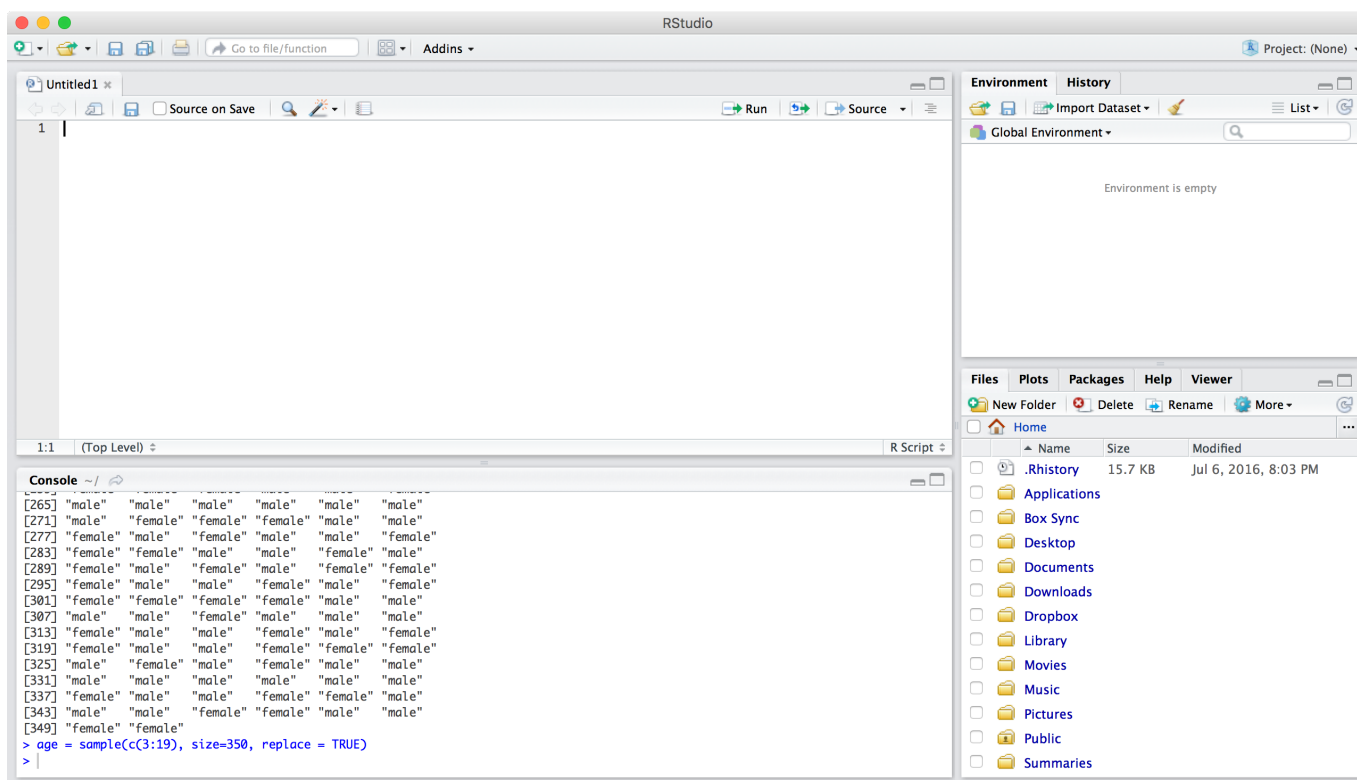 RStudio
Go to file/function Addins Project: (None)
Untitled1
Source on Save Run Source
1
1:1 (Top Level) R Script
Console ~/
[265] "male" "male" "male" "male" "male" "male"
[271] "male" "female" "female" "female" "male" "male"
[277] "female" "male" "female" "male" "male" "female"
[283] "female" "female" "male" "male" "female" "male"
[289] "female" "female" "male" "male" "female" "female"
[295] "female" "male" "male" "female" "male" "female"
[301] "female" "female" "female" "female" "male" "male"
[307] "male" "male" "female" "male" "male" "male"
[313] "female" "male" "male" "female" "male" "female"
[319] "female" "male" "male" "female" "female" "female"
[325] "male" "female" "male" "female" "male" "male"
[331] "male" "male" "male" "male" "male" "male"
[337] "female" "male" "male" "female" "female" "male"
[343] "male" "male" "female" "female" "male" "male"
[349] "female" "female"
> age = sample(c(3:19), size=350, replace = TRUE)
>
Environment History
Import Dataset List
Global Environment
Environment is empty
Files Plots Packages Help Viewer
New Folder Delete Rename More
Home ...
Name Size Modified
.Rhistory 15.7 KB Jul 6, 2016, 8:03 PM
Applications
Box Sync
Desktop
Documents
Downloads
Dropbox
Library
Movies
Music
Pictures
Public
Summaries